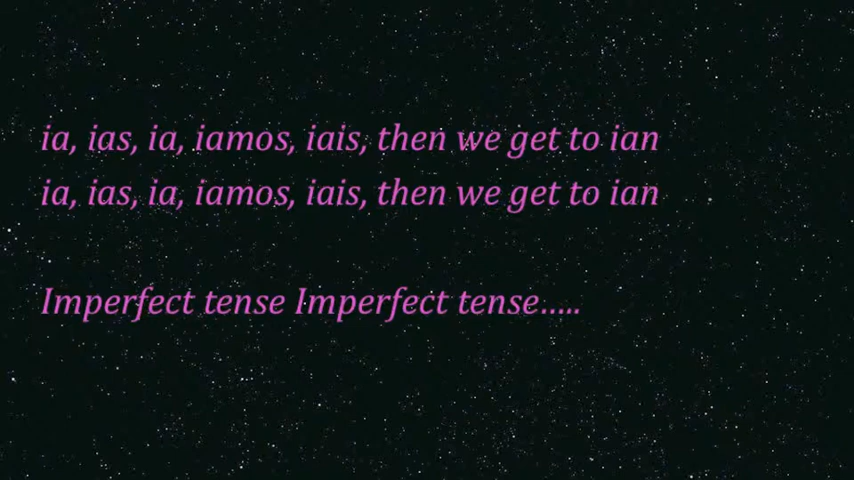 ia, ias, ia, iamos, iais, then we get to ian
ia, ias, ia, iamos, iais, then we get to ian
Imperfect tense Imperfect tense.....